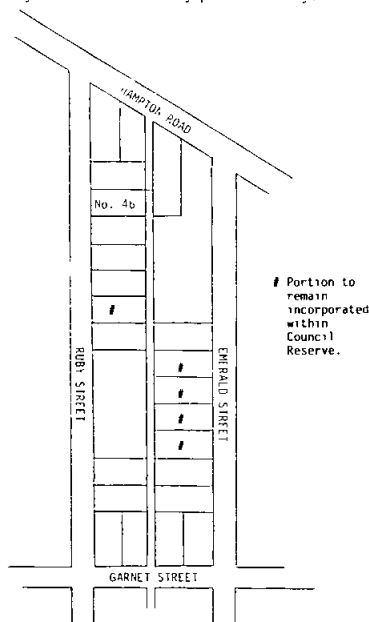 HAMPTON ROAD
No. 46
#
# Portion to
remain
incorporated
within
Council
Reserve.
RUBY STREET
EMERALD STREET
#
#
#
#
GARNET STREET